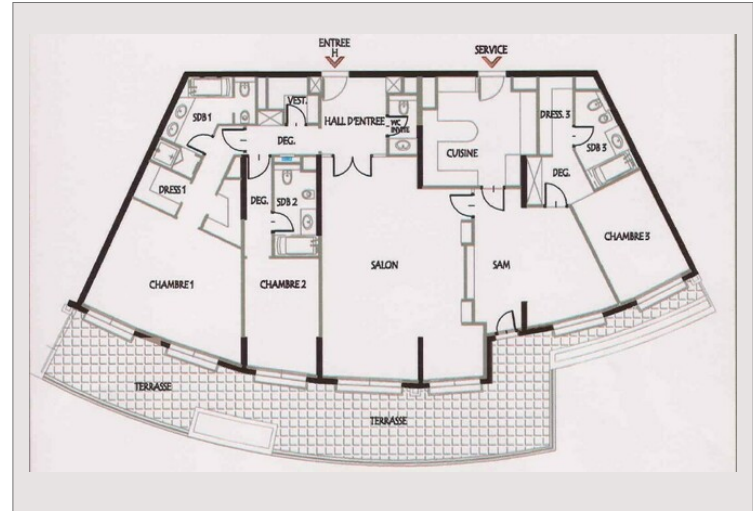 ENTREE
H
SERVICE
SDB 1
VEST.
HALL D'ENTREE
WC
INVITE
DRESS. 3
SDB 3
DEG.
CUISINE
DRESS 1
DEG.
SDB 2
DEG.
CHAMBRE 1
CHAMBRE 2
SALON
SAM
CHAMBRE 3
TERRASSE
TERRASSE